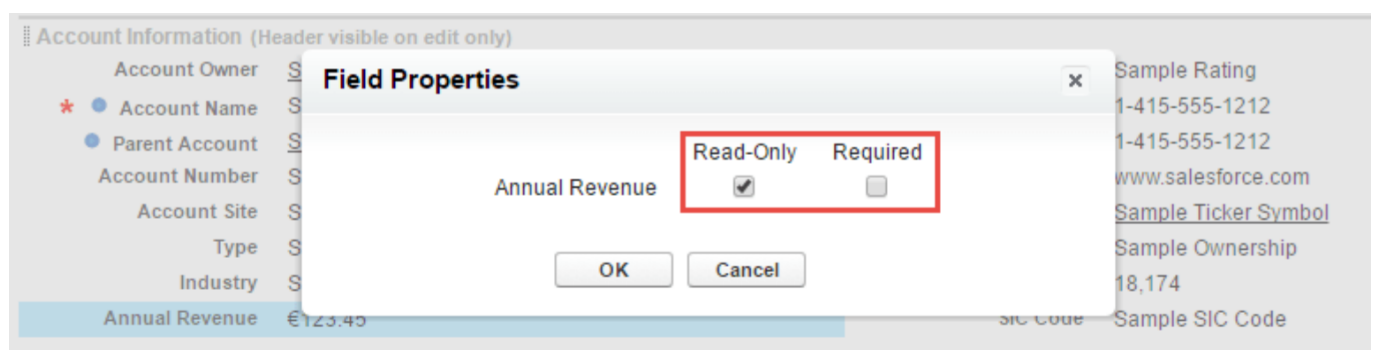 Account Information (Header visible on edit only)
Account Owner S Sample Rating
Field Properties ×
* Account Name S 1-415-555-1212
Parent Account S 1-415-555-1212
Read-Only Required
Account Number S www.salesforce.com
Annual Revenue
Account Site S Sample Ticker Symbol
Type S Sample Ownership
OK Cancel
Industry S 18,174
Annual Revenue €123.45 SIC Code Sample SIC Code